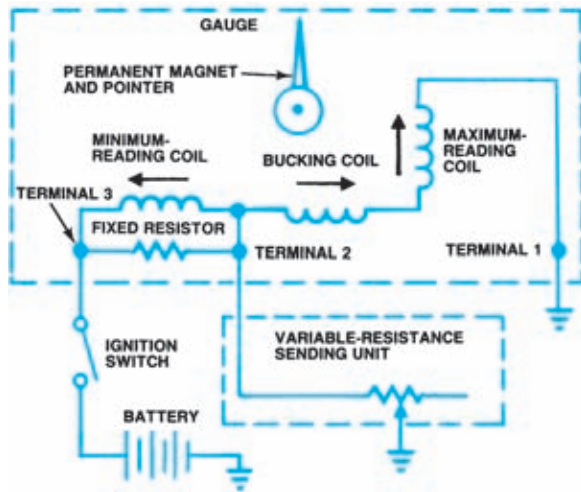 GAUGE
PERMANENT MAGNET
AND POINTER
MINIMUM-
READING COIL
BUCKING COIL
MAXIMUM-
READING
COIL
TERMINAL 3
FIXED RESISTOR
TERMINAL 2
TERMINAL 1
IGNITION
SWITCH
VARIABLE-RESISTANCE
SENDING UNIT
BATTERY